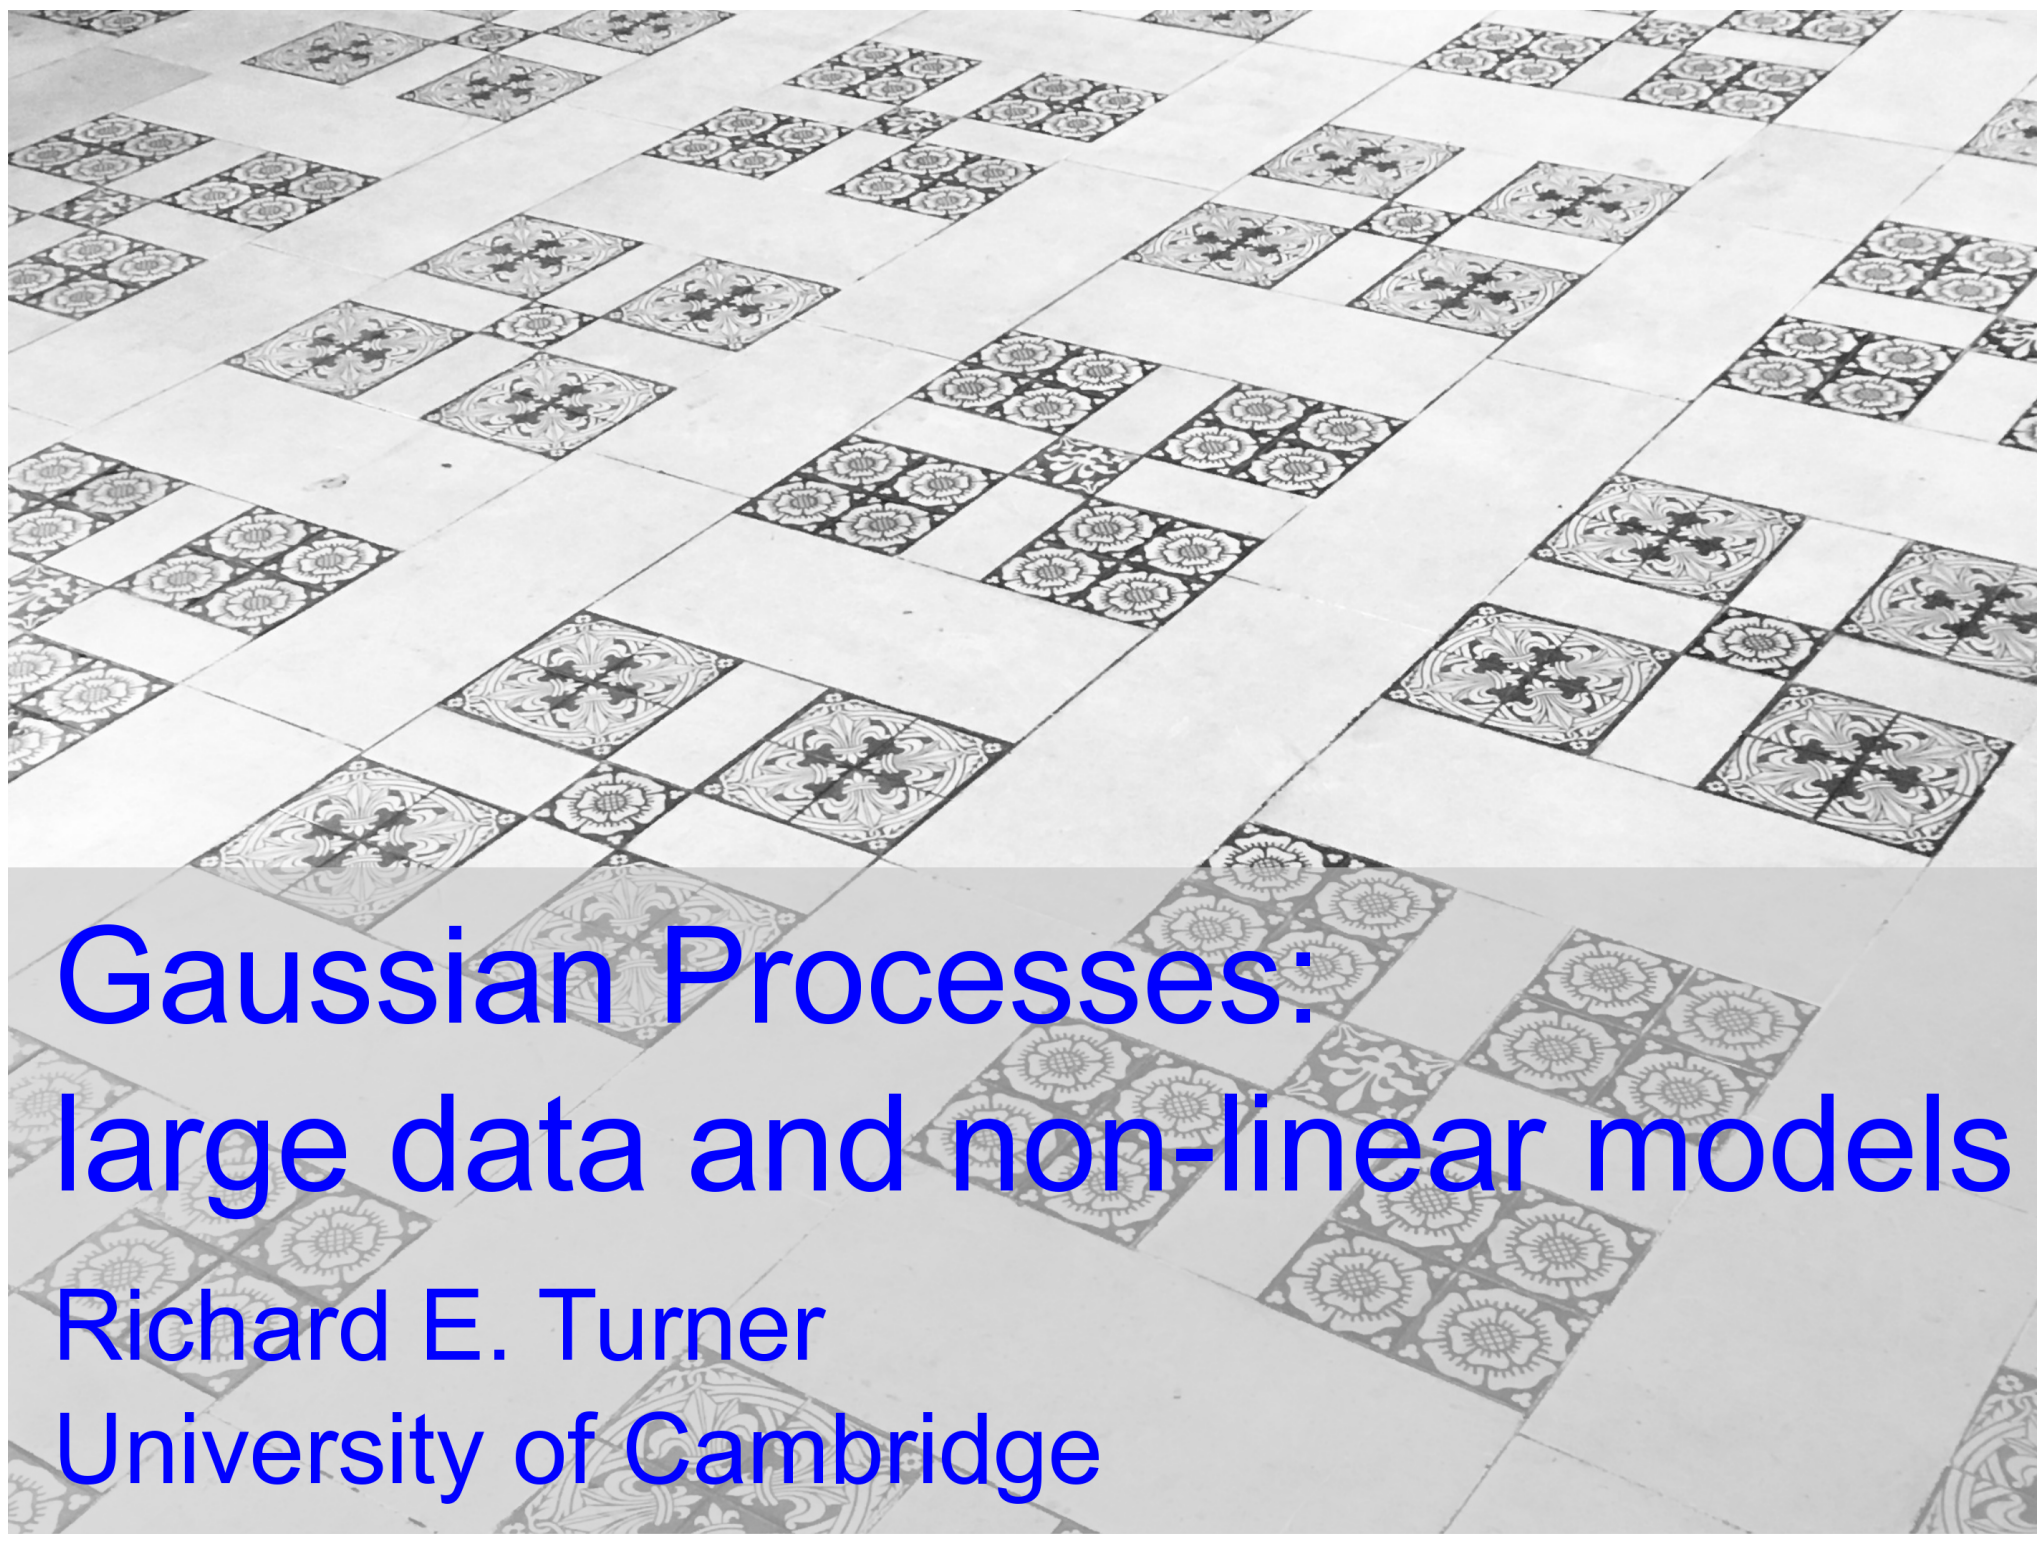 Gaussian Processes:
large data and non-linear models
Richard E. Turner
University of Cambridge